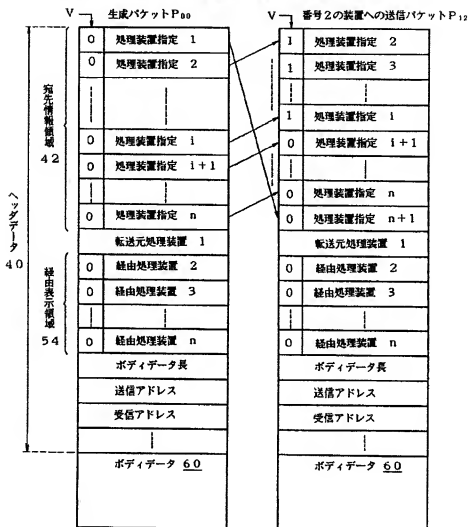 V
生成パケットP00
0 処理装置指定 1
0 処理装置指定 2
0 処理装置指定 i
0 処理装置指定 i+1
0 処理装置指定 n
転送元処理装置 1
0 経由処理装置 2
0 経由処理装置 3
0 経由処理装置 n
ボディデータ長
送信アドレス
受信アドレス
ボディデータ 60
宛先情報領域
42
ヘッダデータ
40
経由表示領域
54
V
番号2の装置への送信パケットP12
1 処理装置指定 2
1 処理装置指定 3
1 処理装置指定 i
0 処理装置指定 i+1
0 処理装置指定 n
0 処理装置指定 n+1
転送元処理装置 1
0 経由処理装置 2
0 経由処理装置 3
0 経由処理装置 n
ボディデータ長
送信アドレス
受信アドレス
ボディデータ 60